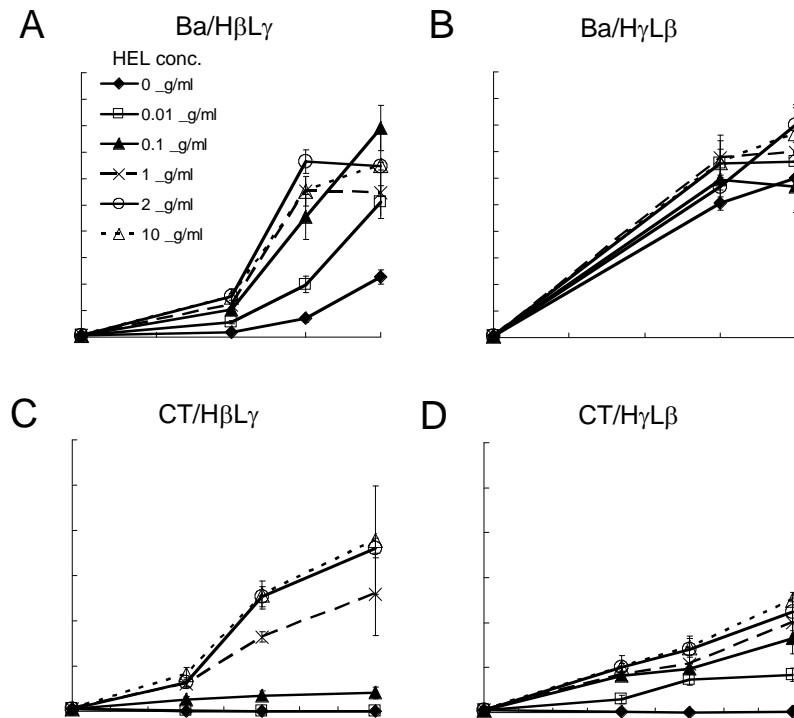 A
Ba/HβLγ
B
Ba/HγLβ
HEL conc.
0 _g/ml
0.01 _g/ml
0.1 _g/ml
1 _g/ml
2 _g/ml
10 _g/ml
C
CT/HβLγ
D
CT/HγLβ